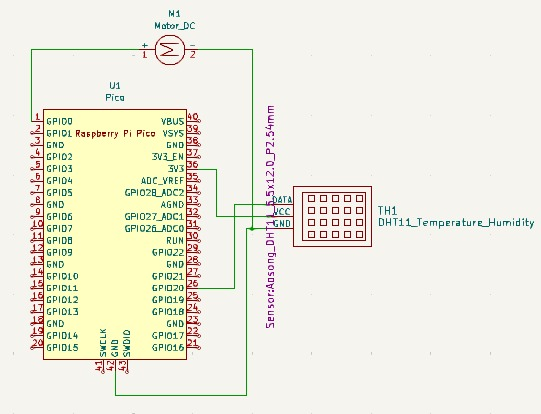 M1
Motor_DC
+ -
1 2
U1
Pico
Raspberry Pi Pico
1 GPIO0 VBUS 40
2 GPIO1 VSYS 39
3 GND GND 38
4 GPIO2 3V3_EN 37
5 GPIO3 3V3 36
6 GPIO4 ADC_VREF 35
7 GPIO5 GPIO28_ADC2 34
8 GND AGND 33
9 GPIO6 GPIO27_ADC1 32
10 GPIO7 GPIO26_ADC0 31
11 GPIO8 RUN 30
12 GPIO9 GPIO22 29
13 GND GND 28
14 GPIO10 GPIO21 27
15 GPIO11 GPIO20 26
16 GPIO12 GPIO19 25
17 GPIO13 GPIO18 24
18 GND GND 23
19 GPIO14 GPIO17 22
20 GPIO15 GPIO16 21
SWCLK GND SWDIO
41 42 43
DATA
VCC
GND
TH1
DHT11_Temperature_Humidity